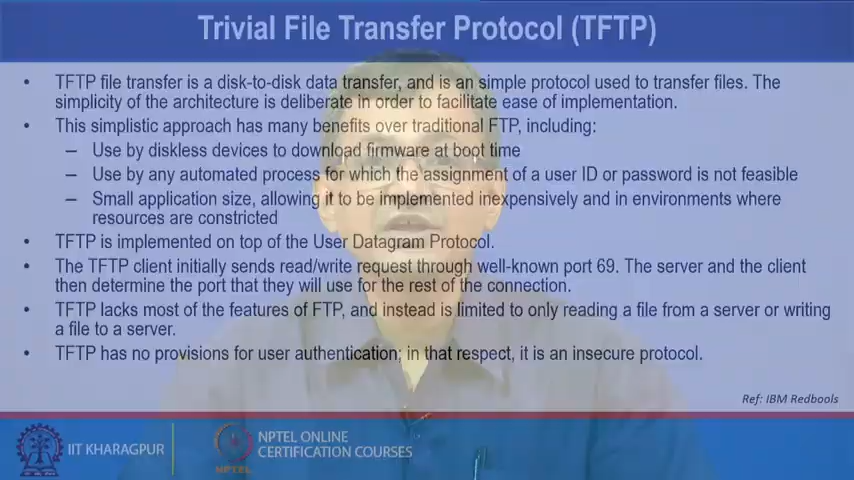 Trivial File Transfer Protocol (TFTP)
• TFTP file transfer is a disk-to-disk data transfer, and is an simple protocol used to transfer files. The
simplicity of the architecture is deliberate in order to facilitate ease of implementation.
• This simplistic approach has many benefits over traditional FTP, including:
– Use by diskless devices to download firmware at boot time
– Use by any automated process for which the assignment of a user ID or password is not feasible
– Small application size, allowing it to be implemented inexpensively and in environments where
resources are constricted
• TFTP is implemented on top of the User Datagram Protocol.
• The TFTP client initially sends read/write request through well-known port 69. The server and the client
then determine the port that they will use for the rest of the connection.
• TFTP lacks most of the features of FTP, and instead is limited to only reading a file from a server or writing
a file to a server.
• TFTP has no provisions for user authentication; in that respect, it is an insecure protocol.
Ref: IBM Redbools
IIT KHARAGPUR
NPTEL
NPTEL ONLINE
CERTIFICATION COURSES